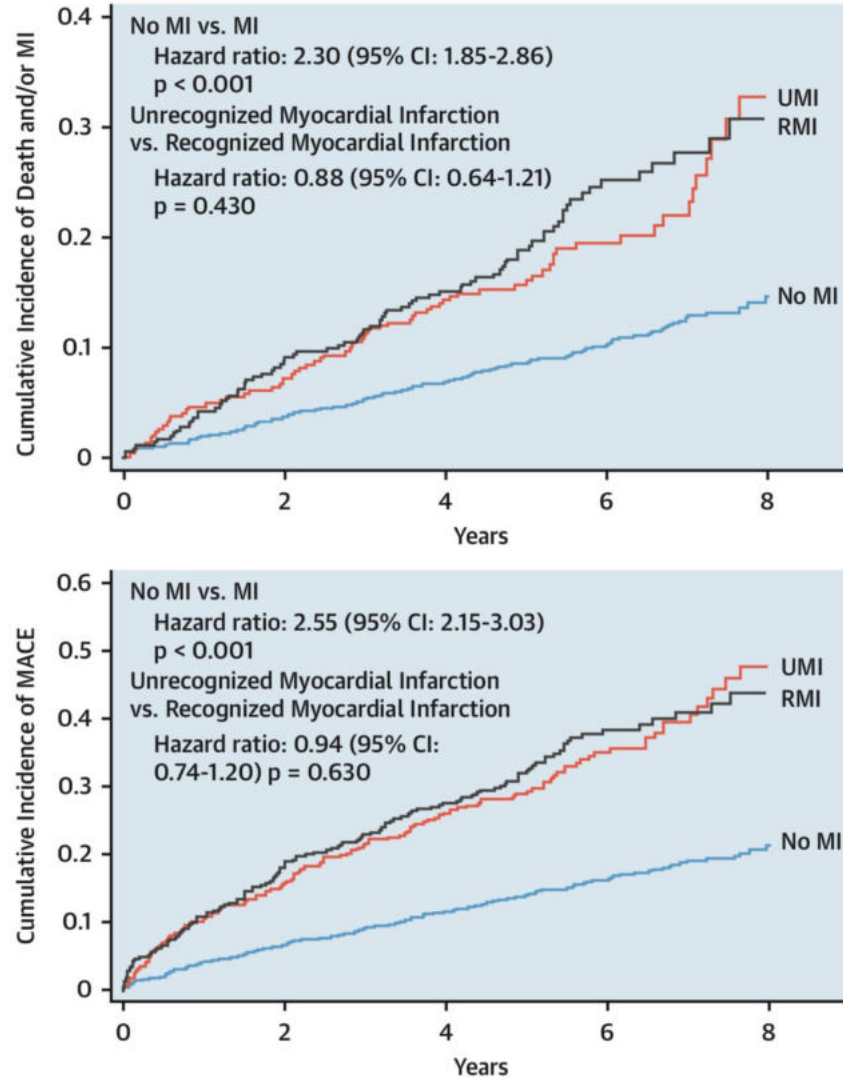 0.4
No MI vs. MI
Hazard ratio: 2.30 (95% CI: 1.85-2.86)
p < 0.001
Unrecognized Myocardial Infarction
vs. Recognized Myocardial Infarction
Hazard ratio: 0.88 (95% CI: 0.64-1.21)
p = 0.430
Cumulative Incidence of Death and/or MI
0.3
0.2
0.1
0
UMI
RMI
No MI
0 2 4 6 8
Years
0.6
No MI vs. MI
Hazard ratio: 2.55 (95% CI: 2.15-3.03)
p < 0.001
Unrecognized Myocardial Infarction
vs. Recognized Myocardial Infarction
Hazard ratio: 0.94 (95% CI:
0.74-1.20) p = 0.630
Cumulative Incidence of MACE
0.5
0.4
0.3
0.2
0.1
0
UMI
RMI
No MI
0 2 4 6 8
Years